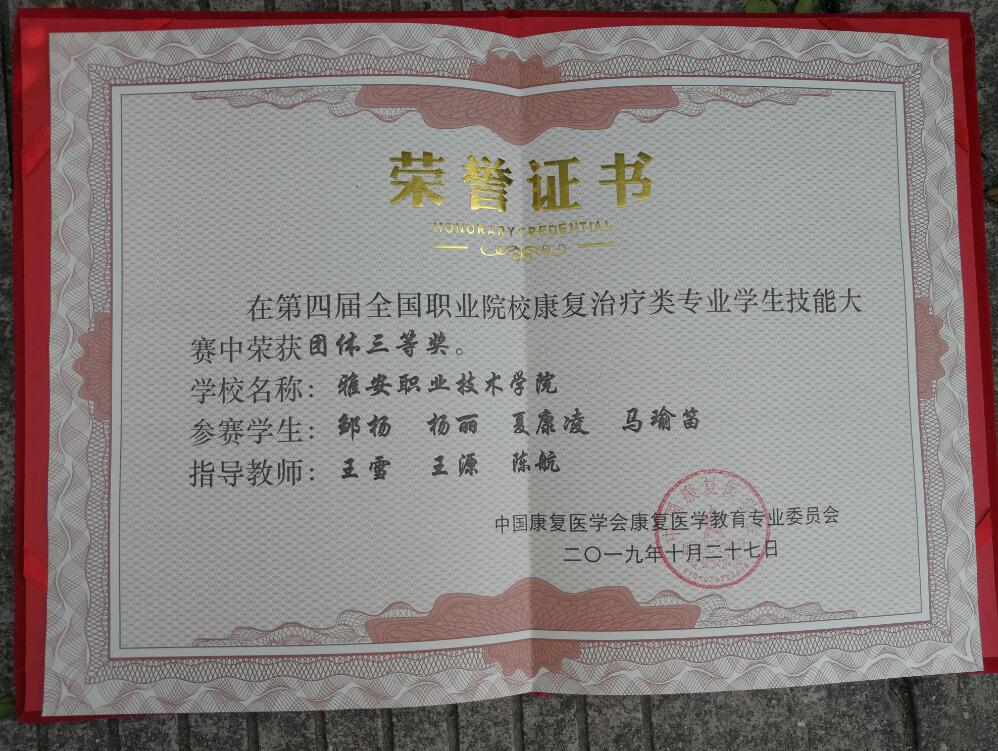 荣誉证书
HONORARY CREDENTIAL
在第四届全国职业院校康复治疗类专业学生技能大
赛中荣获团体三等奖。
学校名称：雅安职业技术学院
参赛学生：邹杨 杨丽 夏康凌 马瑜笛
指导教师：王雪 王源 陈航
中国康复医学会康复医学教育专业委员会
二〇一九年十月二十七日